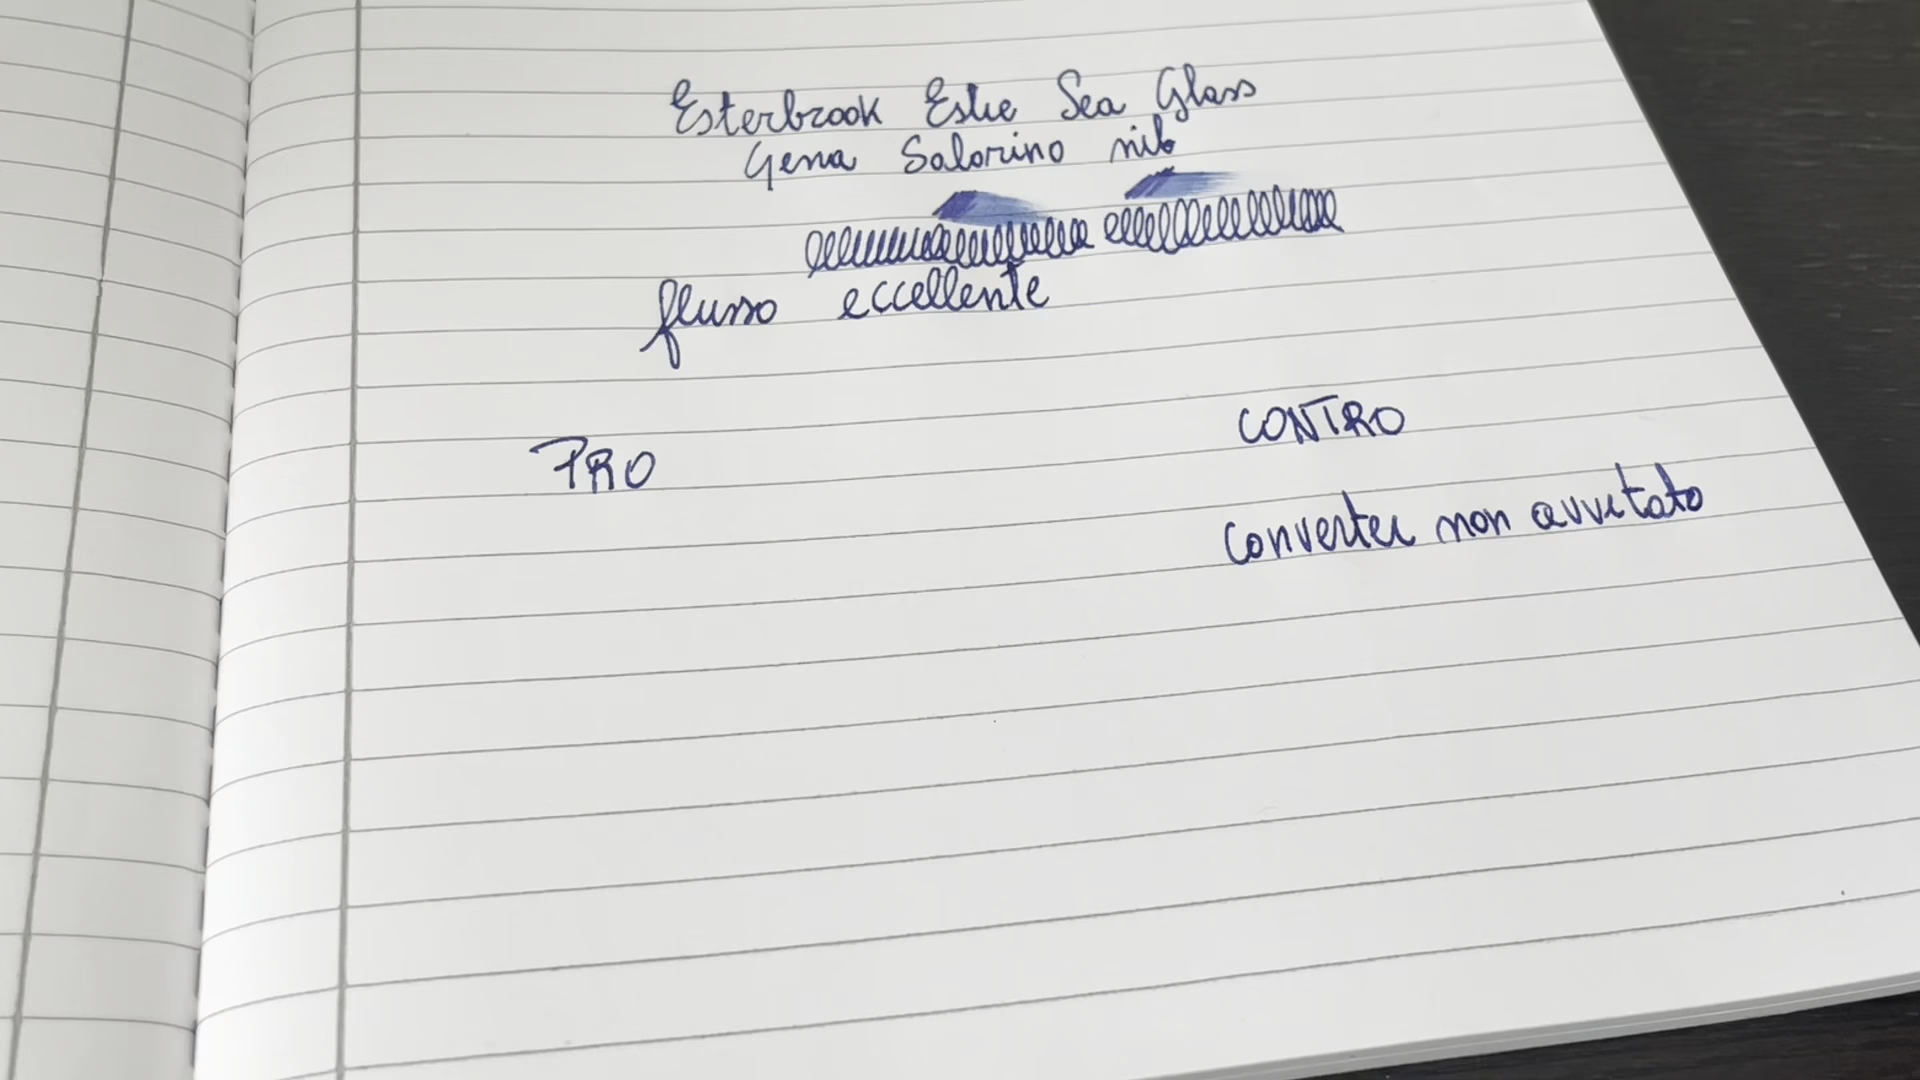 Esterbrook Estie Sea Glass
Gena Salorino nib
flusso eccellente
PRO
CONTRO
converter non avvitato